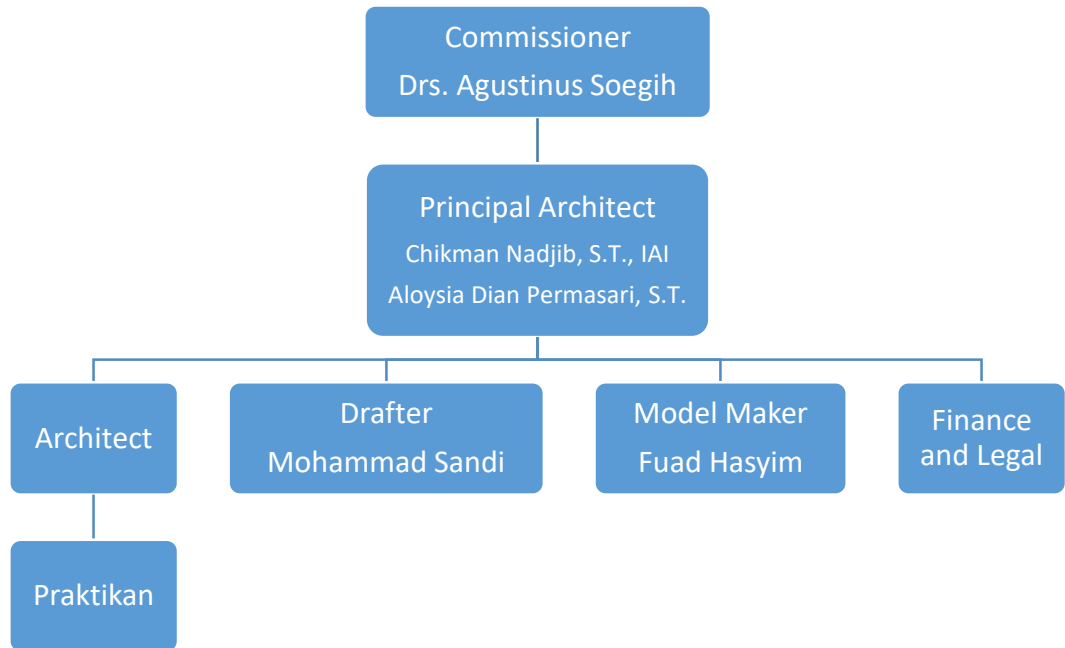 Commissioner
Drs. Agustinus Soegih
Principal Architect
Chikman Nadjib, S.T., IAI
Aloysia Dian Permasari, S.T.
Architect
Drafter
Mohammad Sandi
Model Maker
Fuad Hasyim
Finance
and Legal
Praktikan